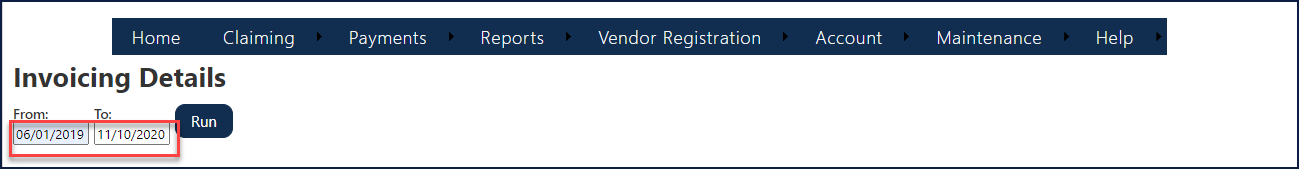 Home Claiming Payments Reports Vendor Registration Account Maintenance Help
Invoicing Details
From: To:
06/01/2019 11/10/2020 Run